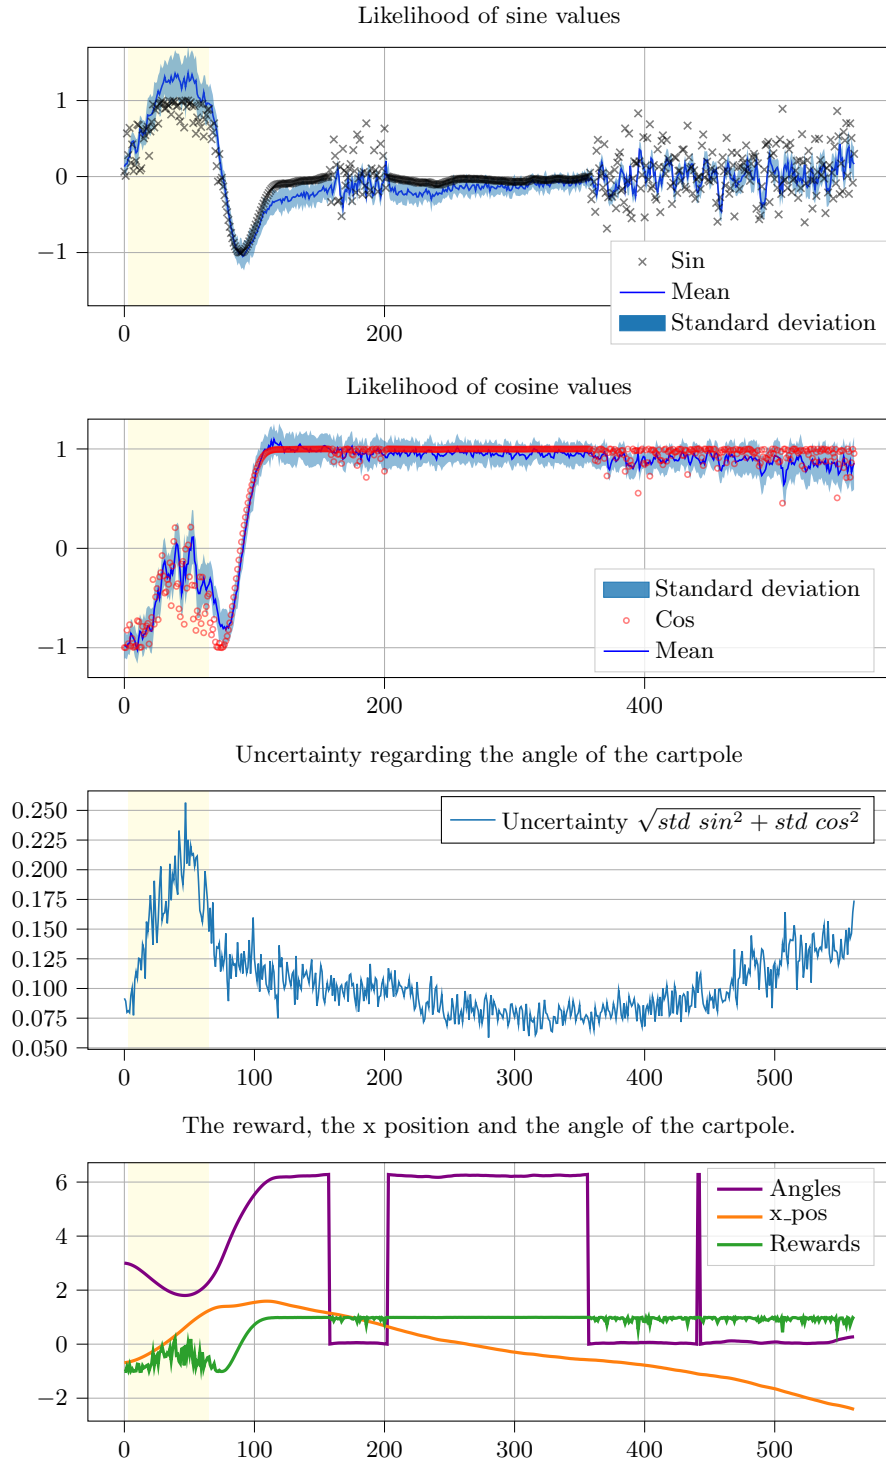 Likelihood of sine values
1
0
−1
0
200
Sin
Mean
Standard deviation
Likelihood of cosine values
1
0
−1
0
200
400
Standard deviation
Cos
Mean
Uncertainty regarding the angle of the cartpole
0.250
0.225
0.200
0.175
0.150
0.125
0.100
0.075
0.050
0
100
200
300
400
500
Uncertainty √std sin² + std cos²
The reward, the x position and the angle of the cartpole.
6
4
2
0
−2
0
100
200
300
400
500
Angles
x_pos
Rewards